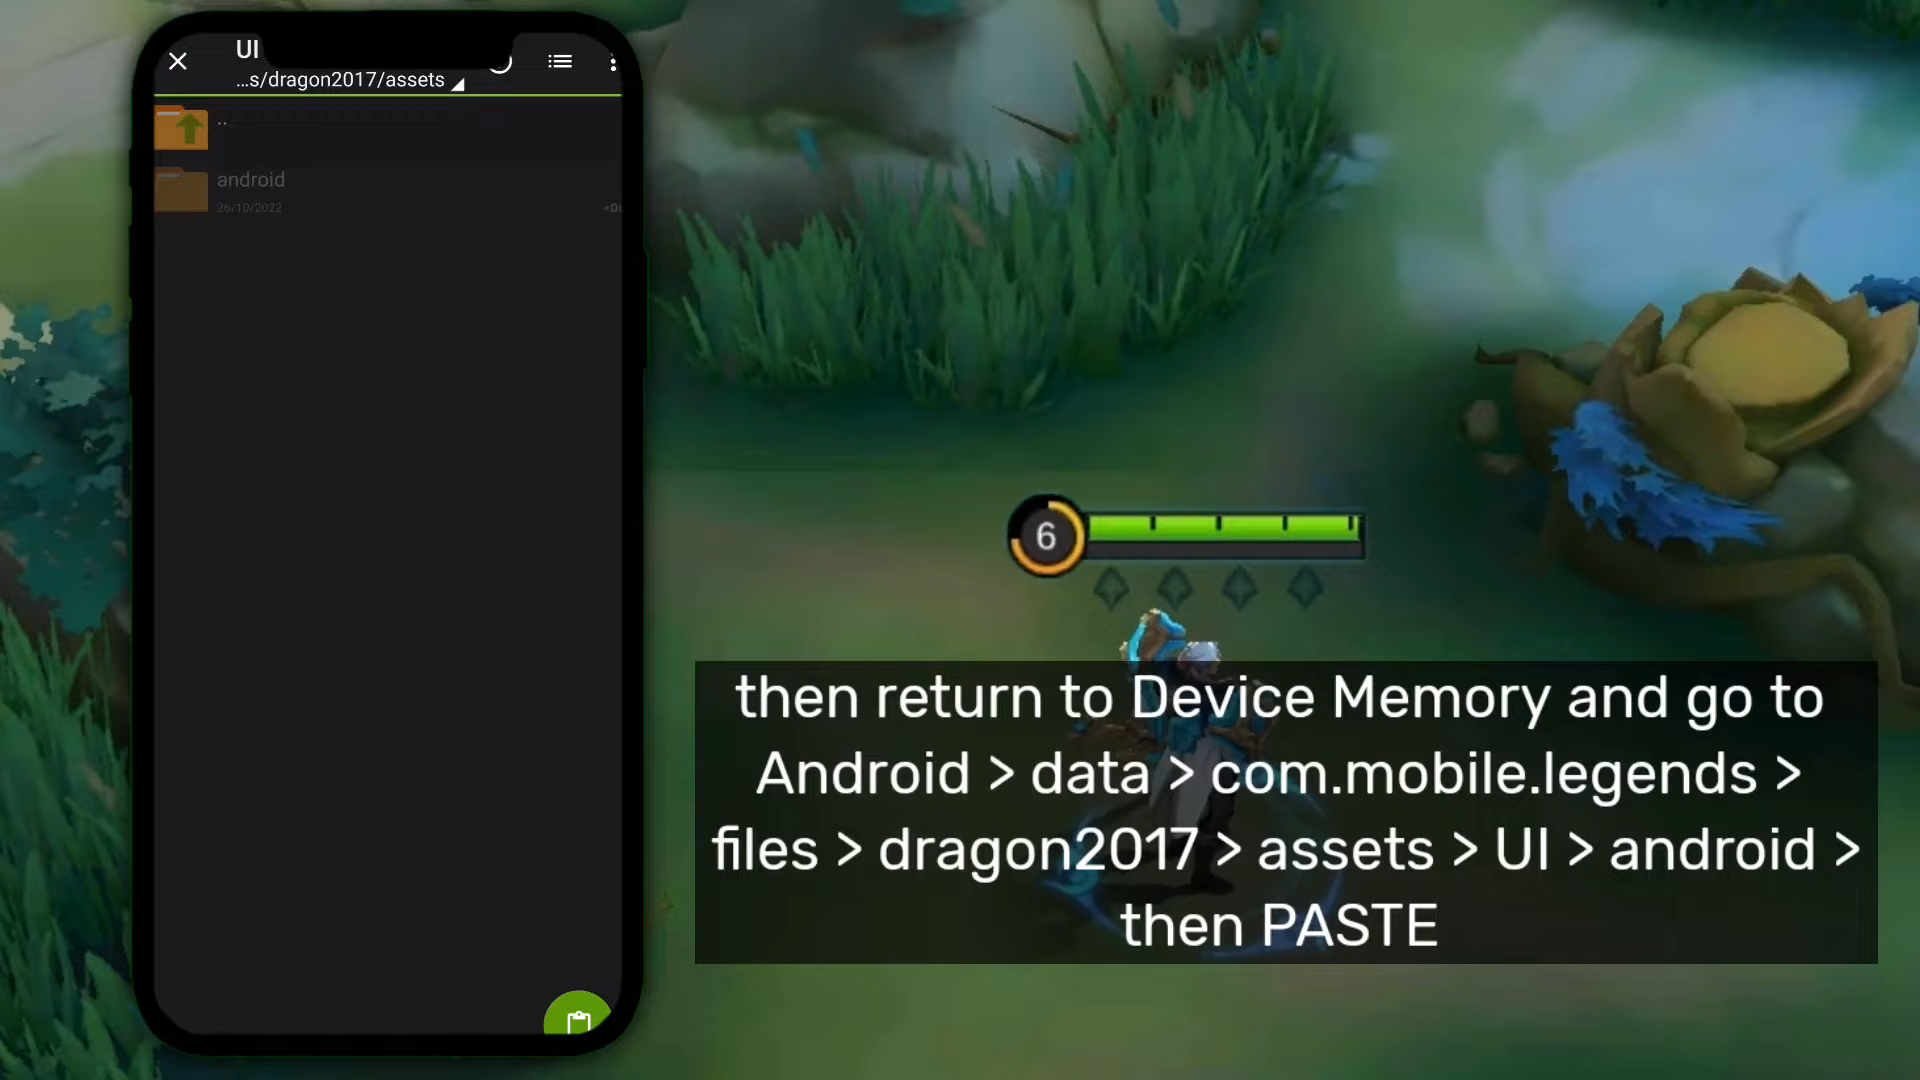 UI
...s/dragon2017/assets
..
android
26/10/2022
6
then return to Device Memory and go to
Android > data > com.mobile.legends >
files > dragon2017 > assets > UI > android >
then PASTE